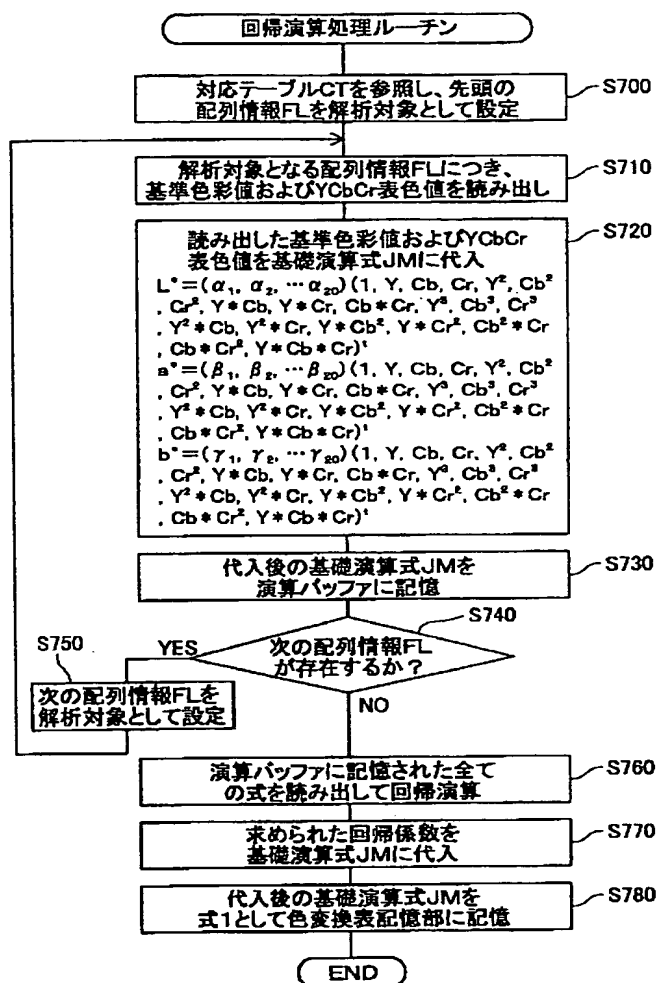 回帰演算処理ルーチン
対応テーブルCTを参照し、先頭の
配列情報FLを解析対象として設定
S700
解析対象となる配列情報FLにつき、
基準色彩値およびYCbCr表色値を読み出し
S710
読み出した基準色彩値およびYCbCr
表色値を基礎演算式JMに代入
S720
L*=(α₁, α₂, …α₂₀)(1, Y, Cb, Cr, Y², Cb²
, Cr², Y*Cb, Y*Cr, Cb*Cr, Y³, Cb³, Cr³
, Y²*Cb, Y²*Cr, Y*Cb², Y*Cr², Cb²*Cr
, Cb*Cr², Y*Cb*Cr)ᵗ
a*=(β₁, β₂, …β₂₀)(1, Y, Cb, Cr, Y², Cb²
, Cr², Y*Cb, Y*Cr, Cb*Cr, Y³, Cb³, Cr³
, Y²*Cb, Y²*Cr, Y*Cb², Y*Cr², Cb²*Cr
, Cb*Cr², Y*Cb*Cr)ᵗ
b*=(γ₁, γ₂, …γ₂₀)(1, Y, Cb, Cr, Y², Cb²
, Cr², Y*Cb, Y*Cr, Cb*Cr, Y³, Cb³, Cr³
, Y²*Cb, Y²*Cr, Y*Cb², Y*Cr², Cb²*Cr
, Cb*Cr², Y*Cb*Cr)ᵗ
代入後の基礎演算式JMを
演算バッファに記憶
S730
S740
次の配列情報FL
が存在するか？
YES
NO
S750
次の配列情報FLを
解析対象として設定
演算バッファに記憶された全て
の式を読み出して回帰演算
S760
求められた回帰係数を
基礎演算式JMに代入
S770
代入後の基礎演算式JMを
式1として色変換表記憶部に記憶
S780
END